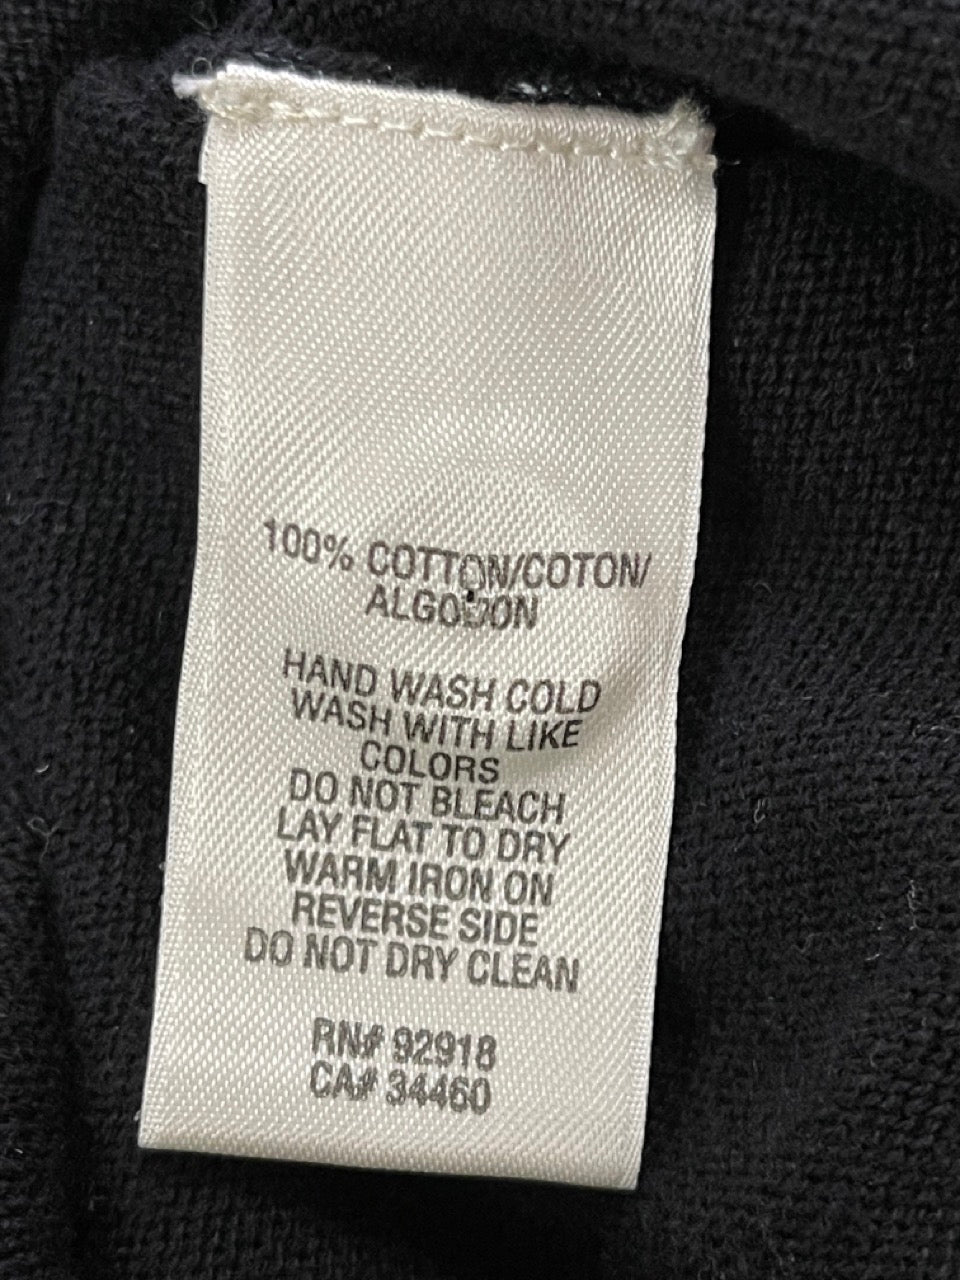 100% COTTON/COTON/
ALGODON
HAND WASH COLD
WASH WITH LIKE
COLORS
DO NOT BLEACH
LAY FLAT TO DRY
WARM IRON ON
REVERSE SIDE
DO NOT DRY CLEAN
RN# 92918
CA# 34460